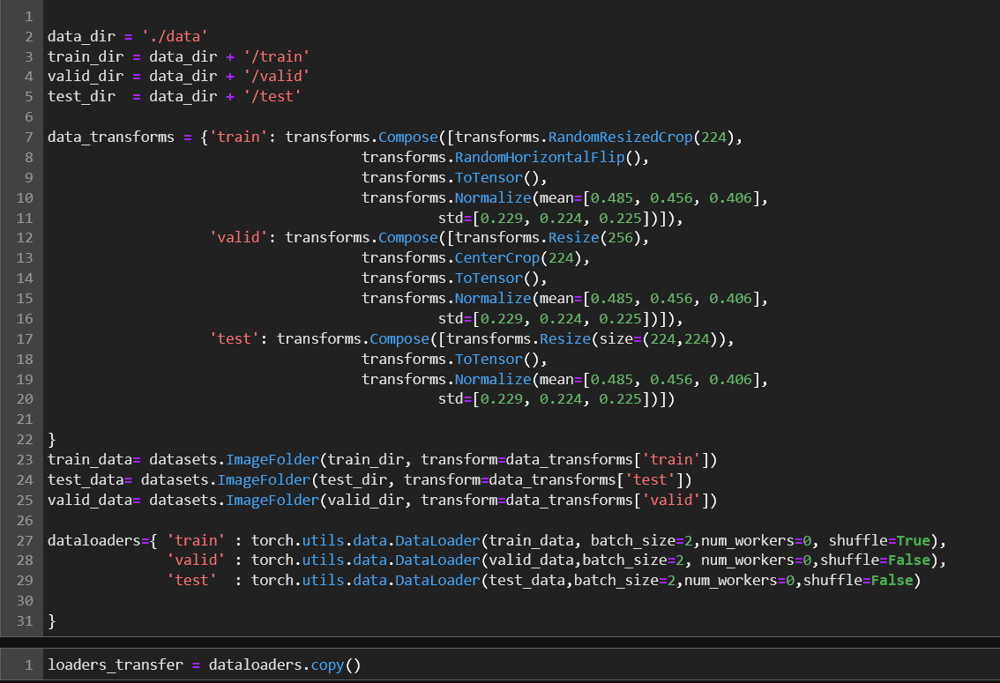 1
2 data_dir = './data'
3 train_dir = data_dir + '/train'
4 valid_dir = data_dir + '/valid'
5 test_dir  = data_dir + '/test'
6
7 data_transforms = {'train': transforms.Compose([transforms.RandomResizedCrop(224),
8                                      transforms.RandomHorizontalFlip(),
9                                      transforms.ToTensor(),
10                                      transforms.Normalize(mean=[0.485, 0.456, 0.406],
11                                               std=[0.229, 0.224, 0.225])]),
12                    'valid': transforms.Compose([transforms.Resize(256),
13                                      transforms.CenterCrop(224),
14                                      transforms.ToTensor(),
15                                      transforms.Normalize(mean=[0.485, 0.456, 0.406],
16                                               std=[0.229, 0.224, 0.225])]),
17                    'test': transforms.Compose([transforms.Resize(size=(224,224)),
18                                      transforms.ToTensor(),
19                                      transforms.Normalize(mean=[0.485, 0.456, 0.406],
20                                               std=[0.229, 0.224, 0.225])])
21
22 }
23 train_data= datasets.ImageFolder(train_dir, transform=data_transforms['train'])
24 test_data= datasets.ImageFolder(test_dir, transform=data_transforms['test'])
25 valid_data= datasets.ImageFolder(valid_dir, transform=data_transforms['valid'])
26
27 dataloaders={ 'train' : torch.utils.data.DataLoader(train_data, batch_size=2,num_workers=0, shuffle=True),
28               'valid' : torch.utils.data.DataLoader(valid_data,batch_size=2, num_workers=0,shuffle=False),
29               'test'  : torch.utils.data.DataLoader(test_data,batch_size=2,num_workers=0,shuffle=False)
30
31 }
1 loaders_transfer = dataloaders.copy()